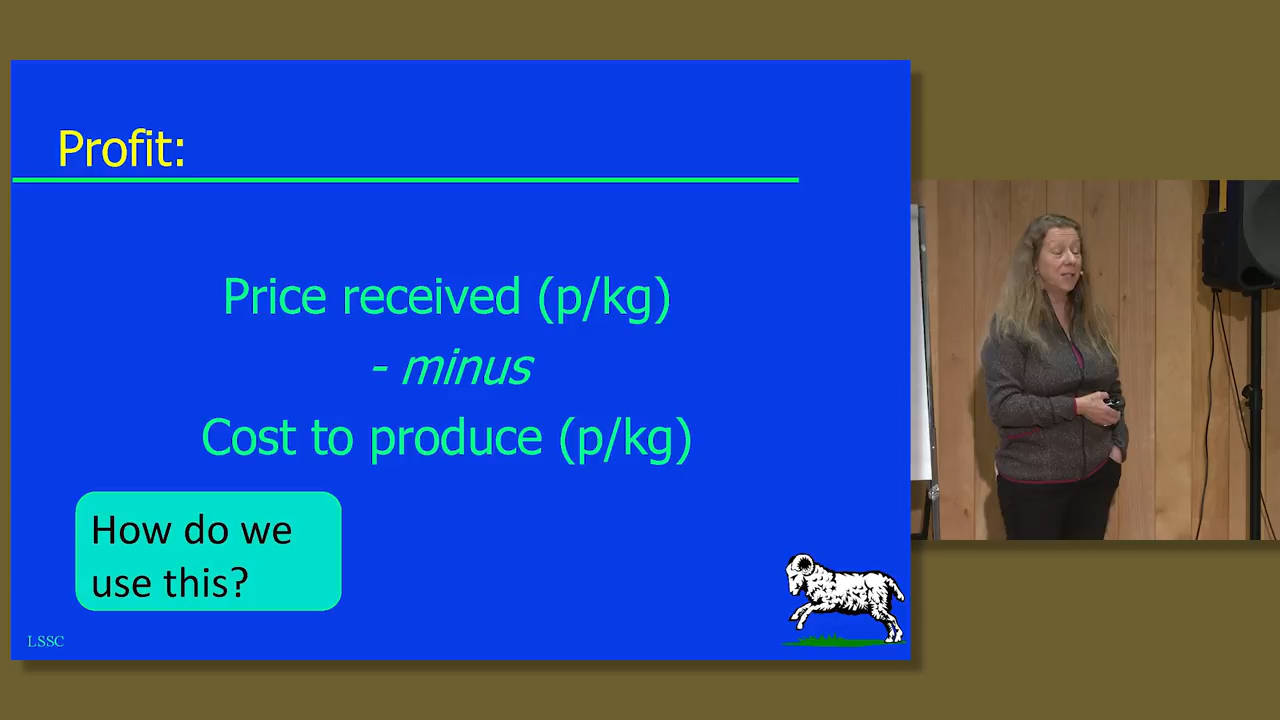 Profit:
Price received (p/kg)
- minus
Cost to produce (p/kg)
How do we
use this?
LSSC